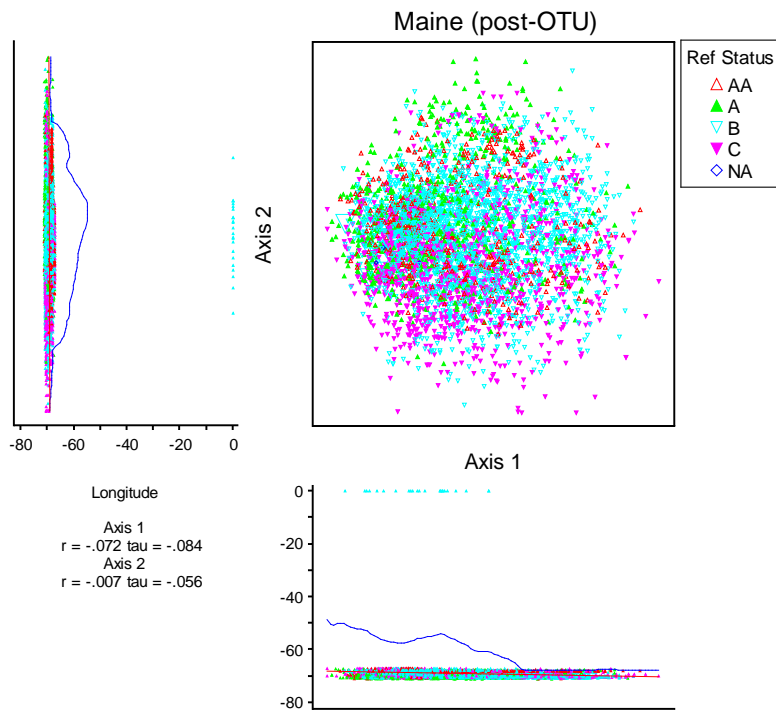 Maine (post-OTU)
Ref Status
AA
A
B
C
NA
Axis 2
-80 -60 -40 -20 0
Axis 1
Longitude
Axis 1
r = -.072 tau = -.084
Axis 2
r = -.007 tau = -.056
0
-20
-40
-60
-80